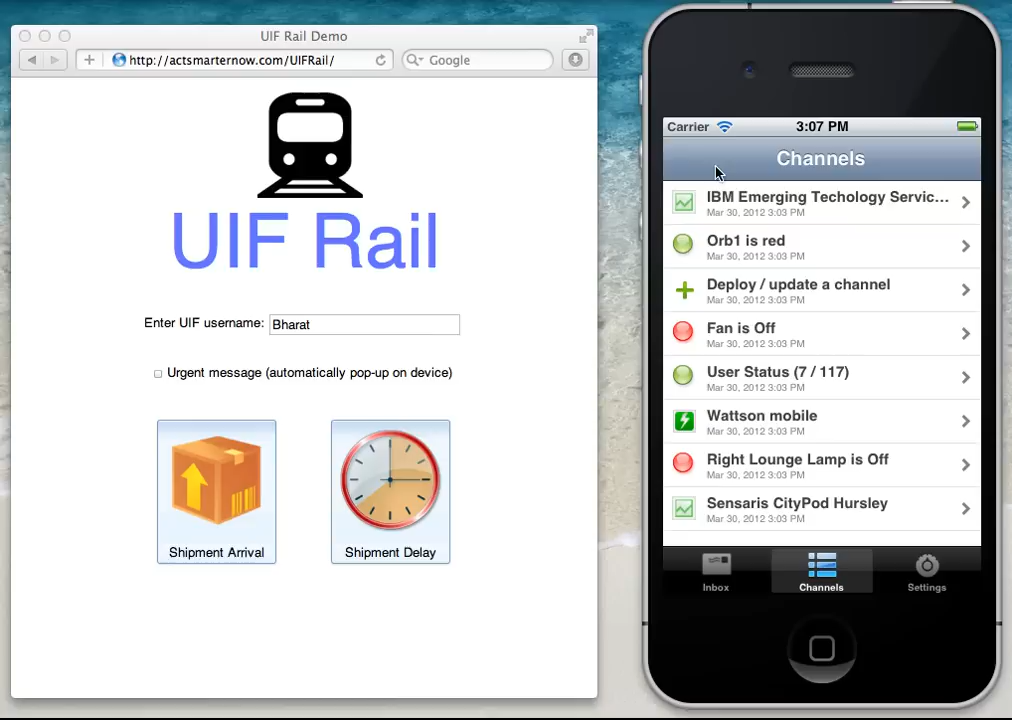 UIF Rail Demo
http://actsmarternow.com/UIFRail/
Google
UIF Rail
Enter UIF username: Bharat
Urgent message (automatically pop-up on device)
Shipment Arrival
Shipment Delay
Carrier 3:07 PM
Channels
IBM Emerging Techology Servic...
Mar 30, 2012 3:03 PM
Orb1 is red
Mar 30, 2012 3:03 PM
Deploy / update a channel
Mar 30, 2012 3:03 PM
Fan is Off
Mar 30, 2012 3:03 PM
User Status (7 / 117)
Mar 30, 2012 3:03 PM
Wattson mobile
Mar 30, 2012 3:03 PM
Right Lounge Lamp is Off
Mar 30, 2012 3:03 PM
Sensaris CityPod Hursley
Mar 30, 2012 3:03 PM
Inbox
Channels
Settings